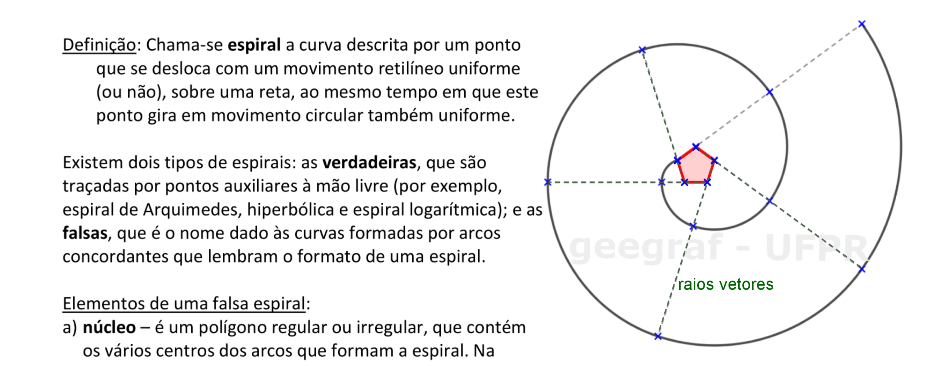 Definição: Chama-se espiral a curva descrita por um ponto
que se desloca com um movimento retilíneo uniforme
(ou não), sobre uma reta, ao mesmo tempo em que este
ponto gira em movimento circular também uniforme.
Existem dois tipos de espirais: as verdadeiras, que são
traçadas por pontos auxiliares à mão livre (por exemplo,
espiral de Arquimedes, hiperbólica e espiral logarítmica); e as
falsas, que é o nome dado às curvas formadas por arcos
concordantes que lembram o formato de uma espiral.
Elementos de uma falsa espiral:
a) núcleo – é um polígono regular ou irregular, que contém
os vários centros dos arcos que formam a espiral. Na
geegraf - UFPR
raios vetores